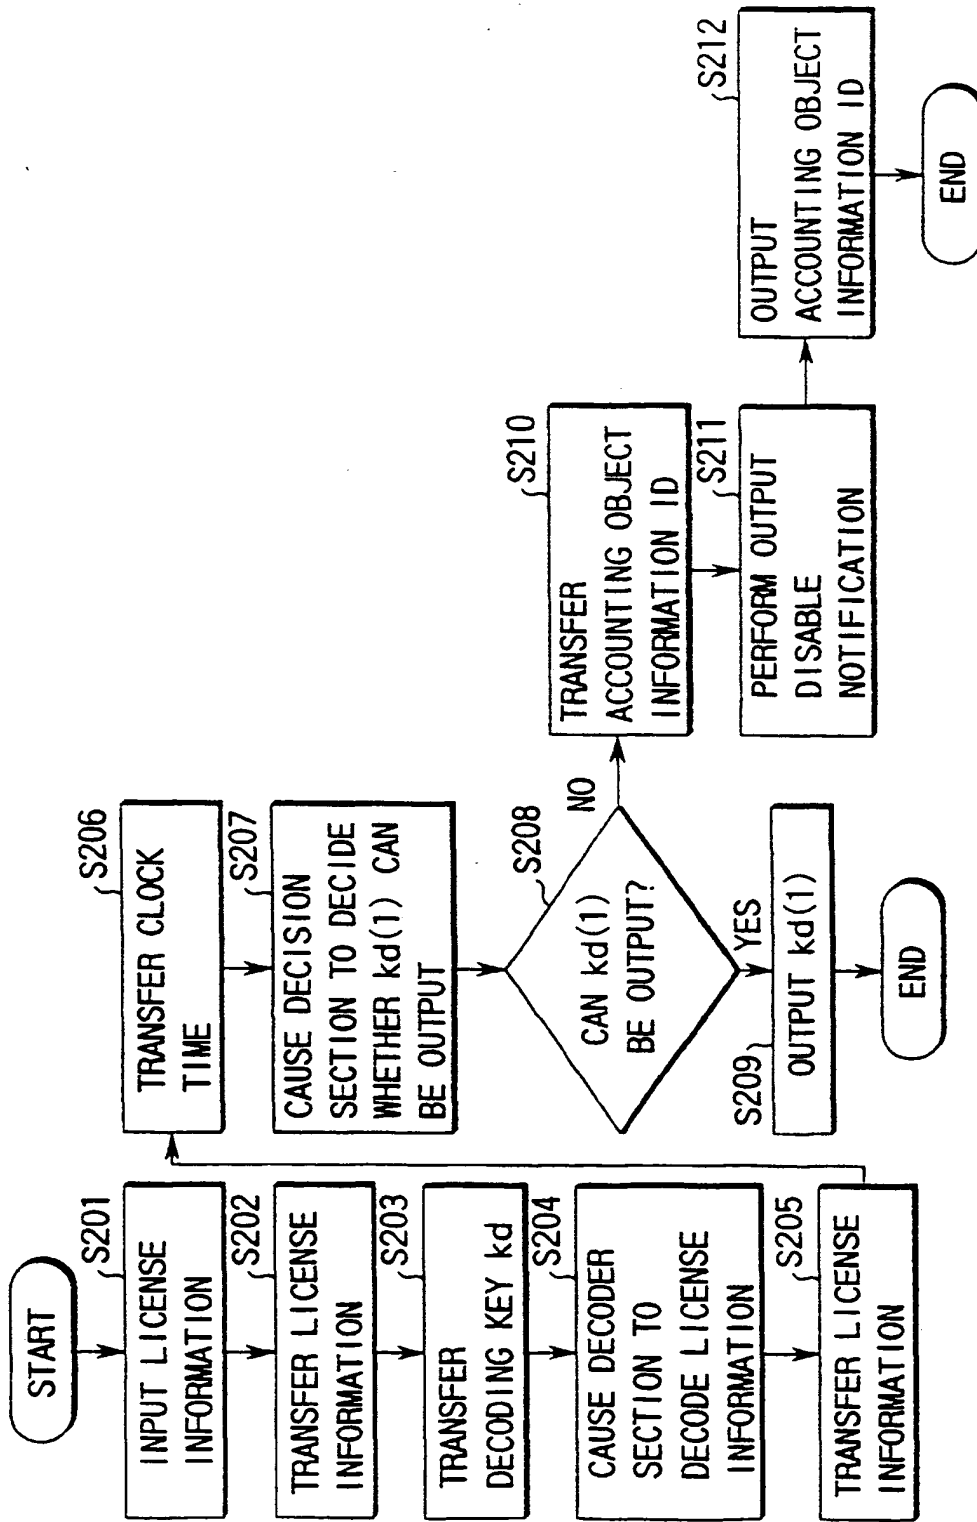 START
S201
INPUT LICENSE
INFORMATION
S202
TRANSFER LICENSE
INFORMATION
S203
TRANSFER
DECODING KEY kd
S204
CAUSE DECODER
SECTION TO
DECODE LICENSE
INFORMATION
S205
TRANSFER LICENSE
INFORMATION
S206
TRANSFER CLOCK
TIME
S207
CAUSE DECISION
SECTION TO DECIDE
WHETHER kd(1) CAN
BE OUTPUT
S208
CAN kd(1)
BE OUTPUT?
NO
YES
S209
OUTPUT kd(1)
END
S210
TRANSFER
ACCOUNTING OBJECT
INFORMATION ID
S211
PERFORM OUTPUT
DISABLE
NOTIFICATION
S212
OUTPUT
ACCOUNTING OBJECT
INFORMATION ID
END